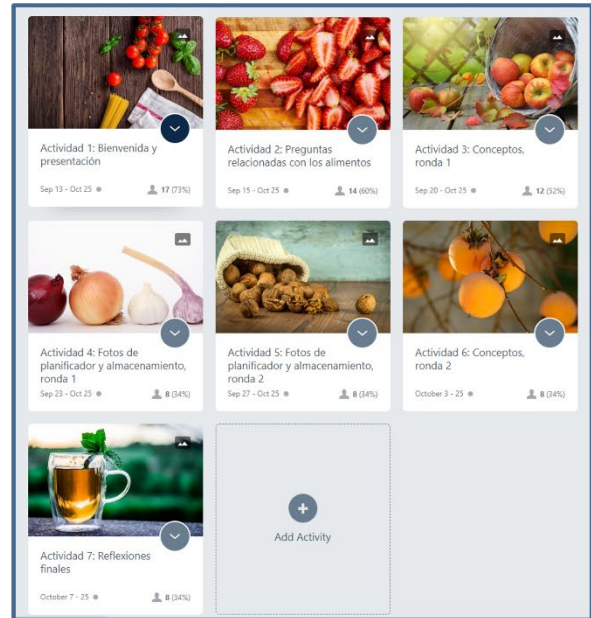 Actividad 1: Bienvenida y
presentación
Sep 13 - Oct 25
17 (73%)
Actividad 2: Preguntas
relacionadas con los alimentos
Sep 15 - Oct 25
14 (60%)
Actividad 3: Conceptos,
ronda 1
Sep 20 - Oct 25
12 (52%)
Actividad 4: Fotos de
planificador y almacenamiento,
ronda 1
Sep 23 - Oct 25
8 (34%)
Actividad 5: Fotos de
planificador y almacenamiento,
ronda 2
Sep 27 - Oct 25
8 (34%)
Actividad 6: Conceptos,
ronda 2
October 3 - 25
8 (34%)
Actividad 7: Reflexiones
finales
October 7 - 25
8 (34%)
Add Activity